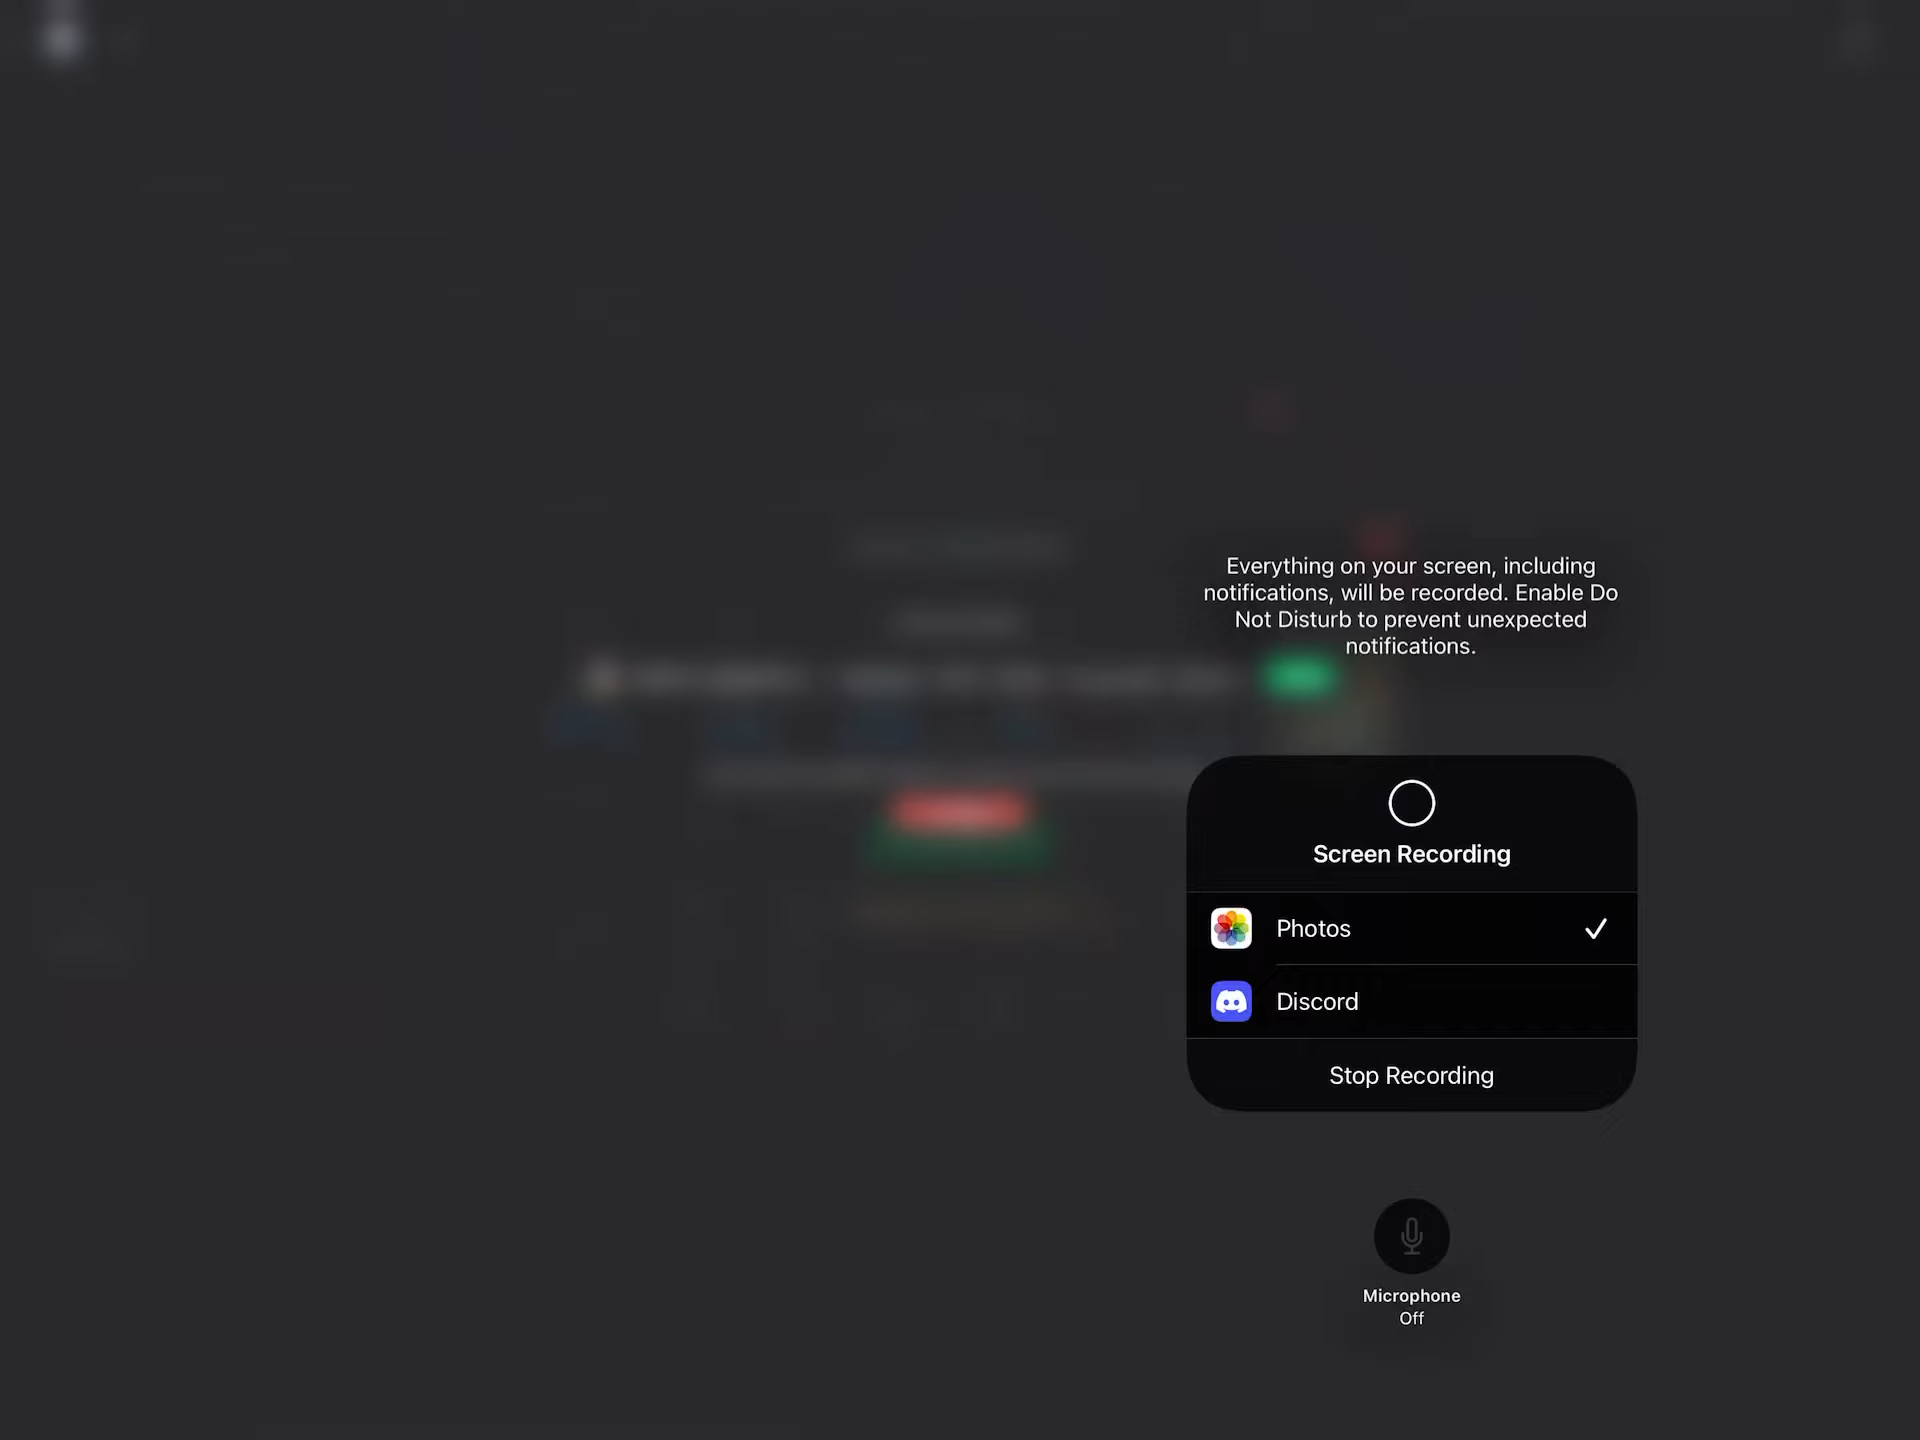 Everything on your screen, including
notifications, will be recorded. Enable Do
Not Disturb to prevent unexpected
notifications.
Screen Recording
Photos
Discord
Stop Recording
Microphone
Off